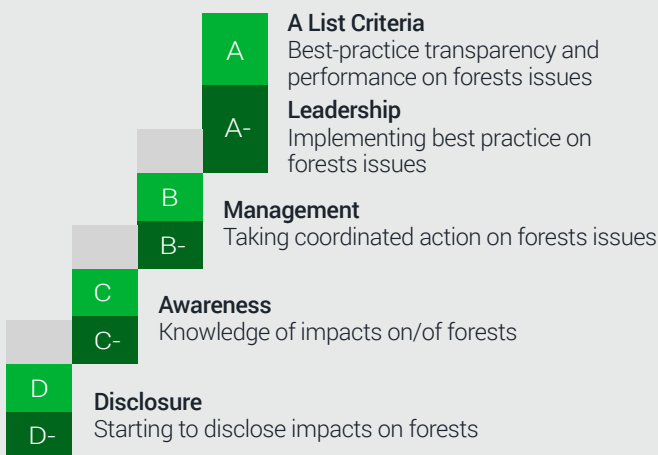 A
A List Criteria
Best-practice transparency and
performance on forests issues
A-
Leadership
Implementing best practice on
forests issues
B
B-
Management
Taking coordinated action on forests issues
C
C-
Awareness
Knowledge of impacts on/of forests
D
D-
Disclosure
Starting to disclose impacts on forests